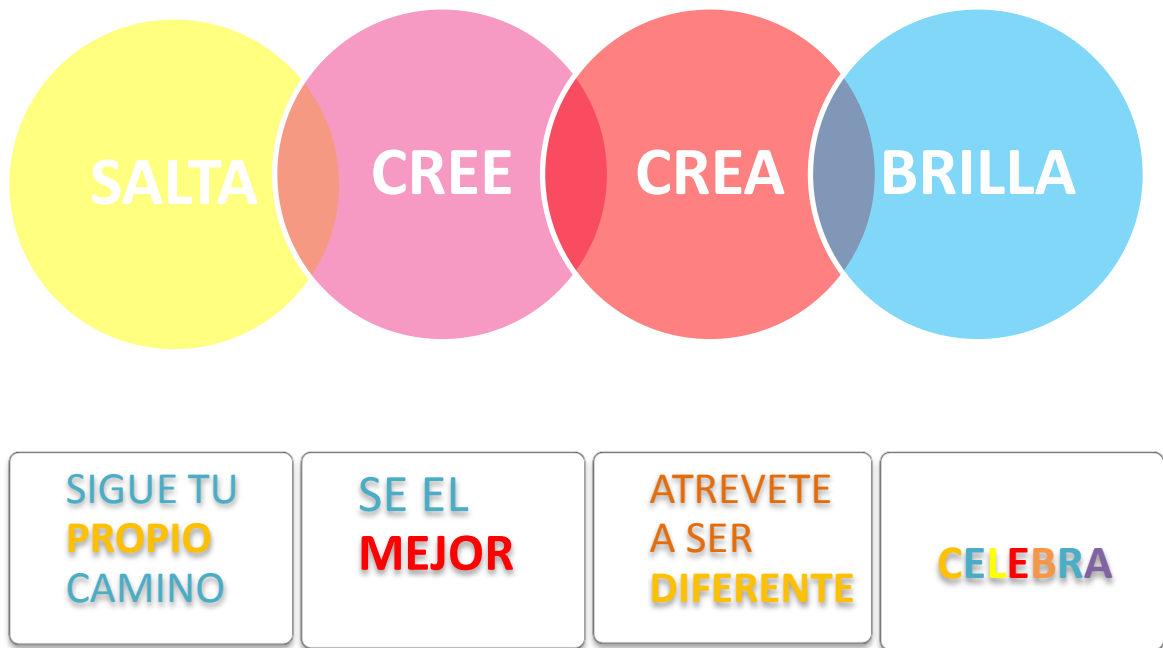 SALTA
CREE
CREA
BRILLA
SIGUE TU
PROPIO
CAMINO
SE EL
MEJOR
ATREVETE
A SER
DIFERENTE
CELEBRA